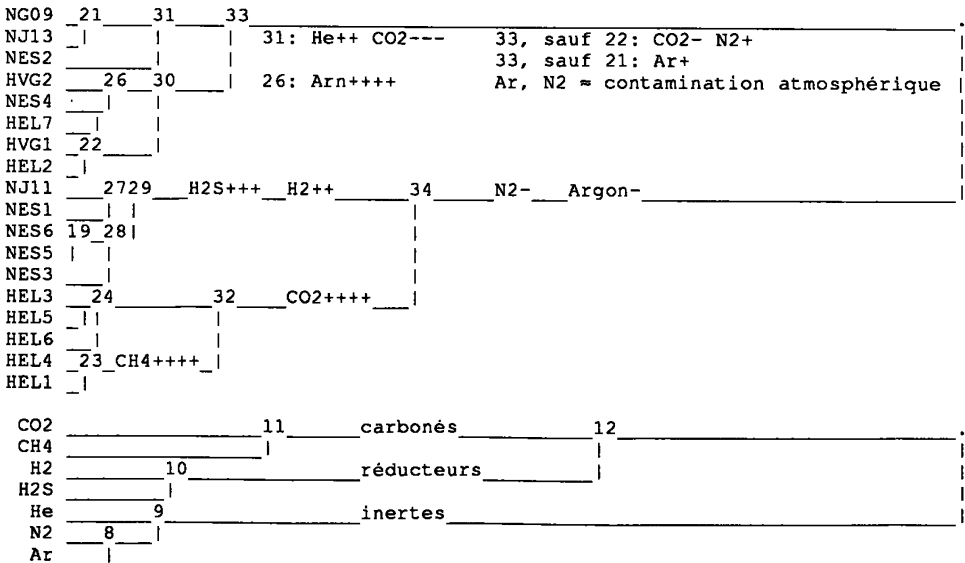 NG09 21 31 33
NJ13 31: He++ CO2--- 33, sauf 22: CO2- N2+
NES2 33, sauf 21: Ar+
HVG2 26 30 26: Arn++++ Ar, N2 ≈ contamination atmosphérique
NES4
HEL7
HVG1 22
HEL2
NJ11 2729 H2S+++ H2++ 34 N2- Argon-
NES1
NES6 19 28
NES5
NES3
HEL3 24 32 CO2++++
HEL5
HEL6
HEL4 23 CH4++++
HEL1
CO2 11 carbonés 12
CH4
H2 10 réducteurs
H2S
He 9 inertes
N2 8
Ar